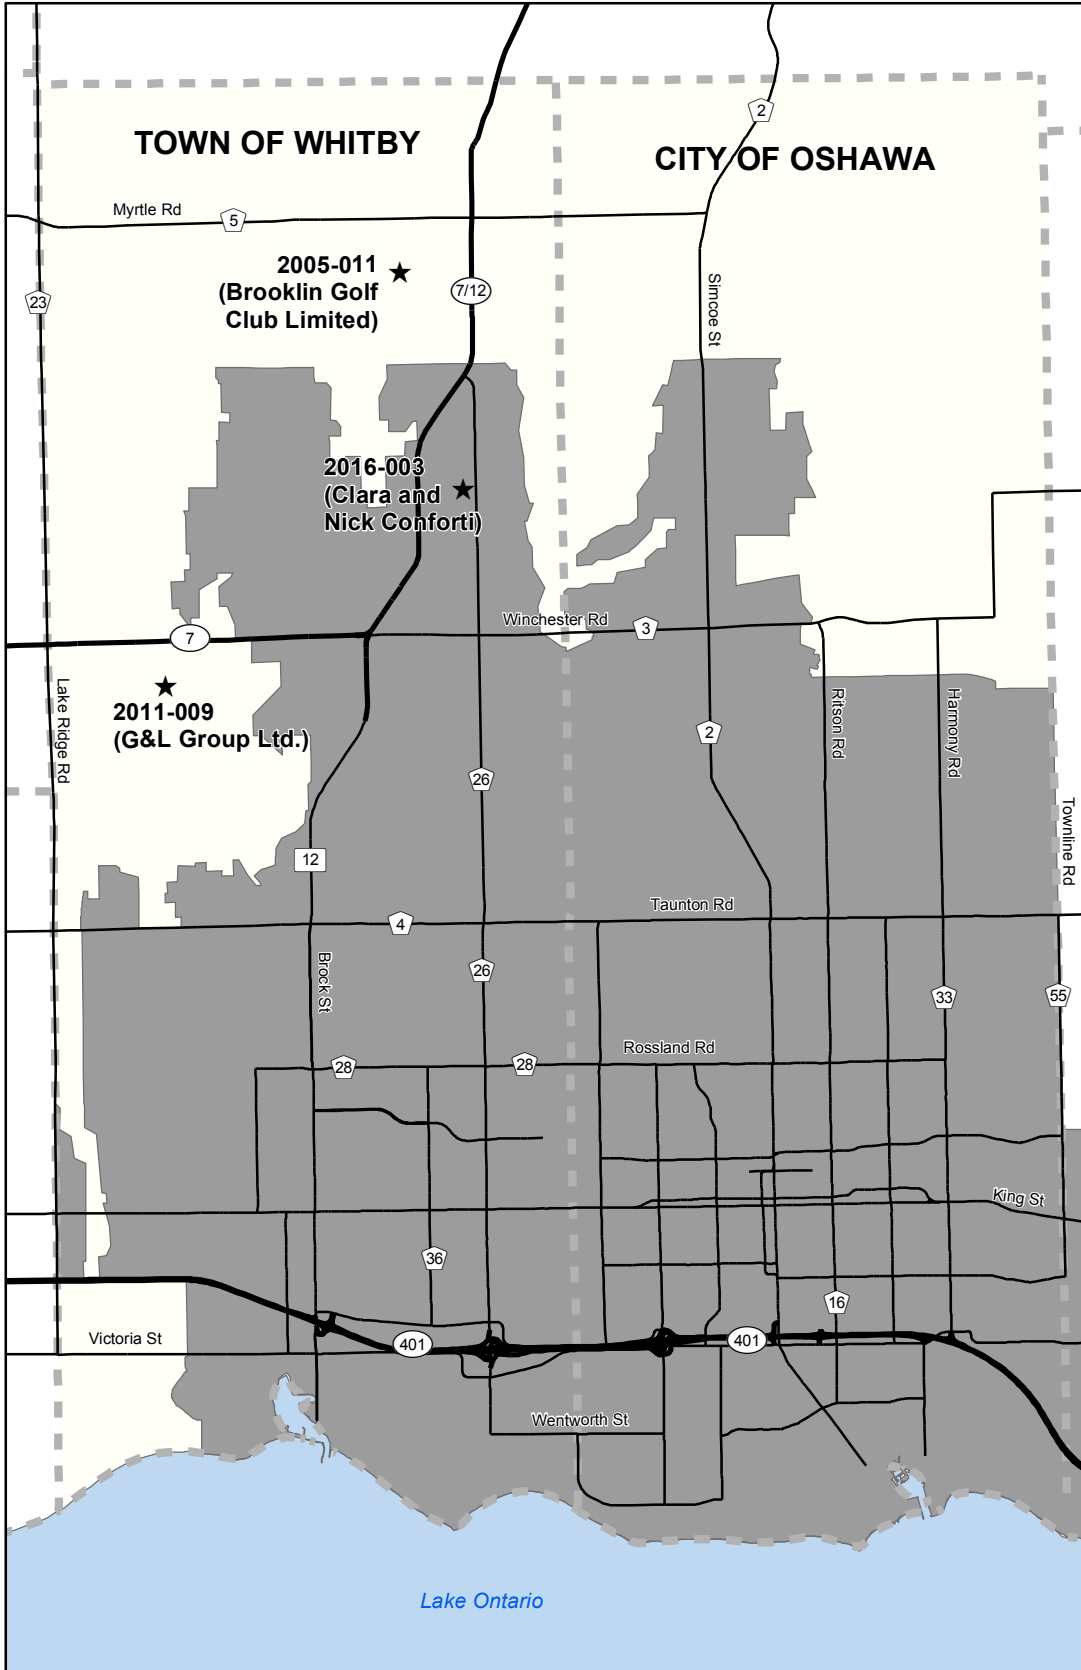 2
TOWN OF WHITBY
CITY OF OSHAWA
Myrtle Rd
5
2005-011
(Brooklin Golf
Club Limited)
7/12
23
Simcoe St
2016-003
(Clara and
Nick Conforti)
Winchester Rd
3
7
Lake Ridge Rd
2011-009
(G&L Group Ltd.)
2
Ritson Rd
Harmony Rd
26
Townline Rd
12
Taunton Rd
4
Brock St
26
33
55
Rossland Rd
28
28
King St
36
16
Victoria St
401
401
Wentworth St
Lake Ontario